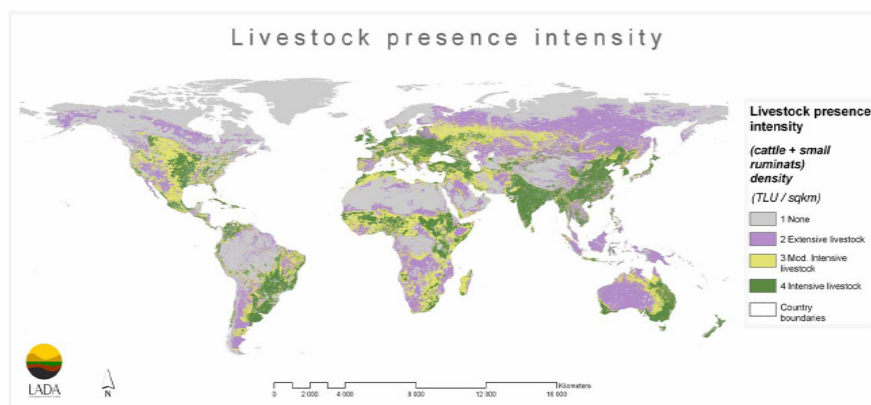 Livestock presence intensity
Livestock presence
intensity
(cattle + small
ruminats)
density
(TLU / sqkm)
1 None
2 Extensive livestock
3 Mod. Intensive
livestock
4 Intensive livestock
Country
boundaries
LADA
N
Kilometers
0 2 000 4 000 8 000 12 000 16 000